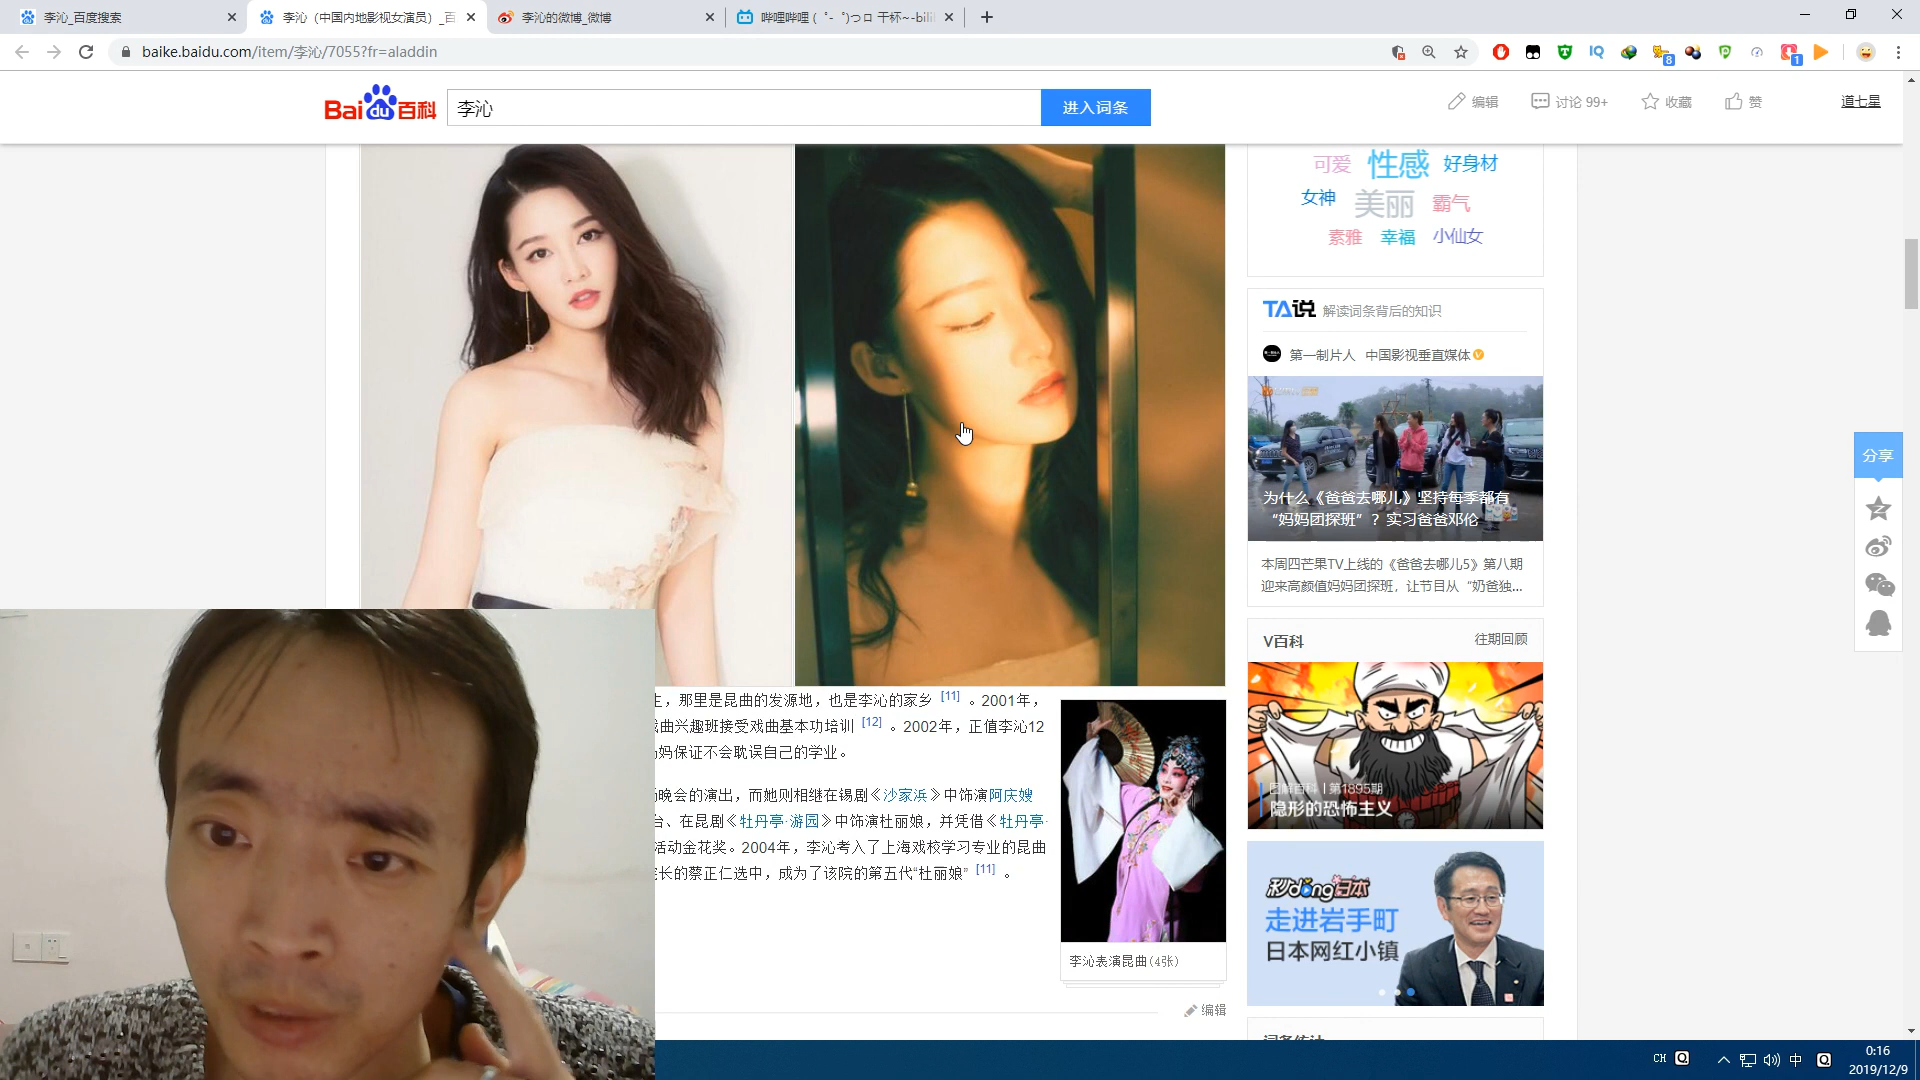 李沁_百度搜索
李沁（中国内地影视女演员）_百
李沁的微博_微博
哔哩哔哩 ( ゜- ゜)つロ 干杯~-bili
baike.baidu.com/item/李沁/7055?fr=aladdin
IQ
8
1
Bai du 百科
李沁
进入词条
编辑
讨论 99+
收藏
赞
道七星
可爱 性感 好身材
女神 美丽 霸气
素雅 幸福 小仙女
TA说 解读词条背后的知识
第一制片人 中国影视垂直媒体
为什么《爸爸去哪儿》坚持每季都有
“妈妈团探班”？实习爸爸邓伦
本周四芒果TV上线的《爸爸去哪儿5》第八期
迎来高颜值妈妈团探班，让节目从“奶爸独...
分享
V百科 往期回顾
图解百科 | 第1895期
隐形的恐怖主义
秒dong日本
走进岩手町
日本网红小镇
，那里是昆曲的发源地，也是李沁的家乡 [11] 。2001年，
曲兴趣班接受戏曲基本功培训 [12] 。2002年，正值李沁12
妈保证不会耽误自己的学业。
晚会的演出，而她则相继在锡剧《沙家浜》中饰演阿庆嫂
、在昆剧《牡丹亭·游园》中饰演杜丽娘，并凭借《牡丹亭·
活动金花奖。2004年，李沁考入了上海戏校学习专业的昆曲
长的蔡正仁选中，成为了该院的第五代“杜丽娘” [11] 。
李沁表演昆曲(4张)
编辑
CH
中
0:16
2019/12/9